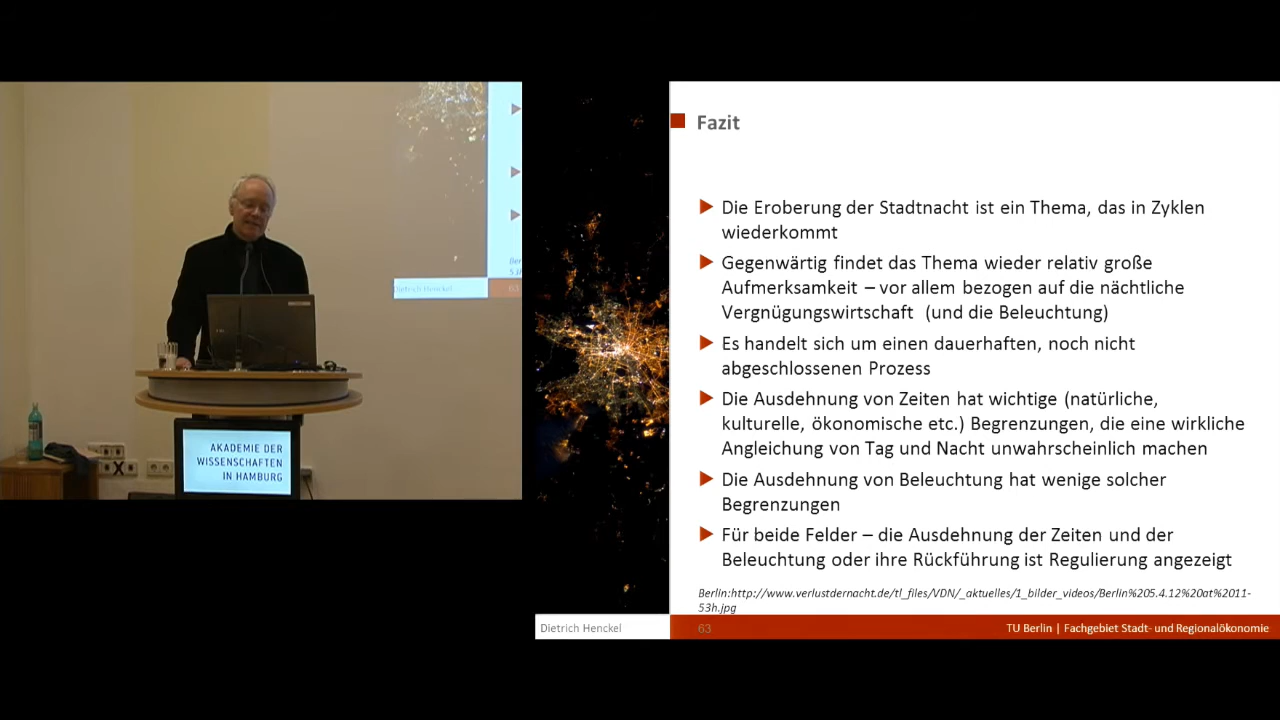 AKADEMIE DER
WISSENSCHAFTEN
IN HAMBURG
Dietrich Henckel
63
Fazit
Die Eroberung der Stadtnacht ist ein Thema, das in Zyklen
wiederkommt
Gegenwärtig findet das Thema wieder relativ große
Aufmerksamkeit – vor allem bezogen auf die nächtliche
Vergnügungswirtschaft (und die Beleuchtung)
Es handelt sich um einen dauerhaften, noch nicht
abgeschlossenen Prozess
Die Ausdehnung von Zeiten hat wichtige (natürliche,
kulturelle, ökonomische etc.) Begrenzungen, die eine wirkliche
Angleichung von Tag und Nacht unwahrscheinlich machen
Die Ausdehnung von Beleuchtung hat wenige solcher
Begrenzungen
Für beide Felder – die Ausdehnung der Zeiten und der
Beleuchtung oder ihre Rückführung ist Regulierung angezeigt
Berlin:http://www.verlustdernacht.de/tl_files/VDN/_aktuelles/1_bilder_videos/Berlin%205.4.12%20at%2011-
53h.jpg
Dietrich Henckel
63
TU Berlin | Fachgebiet Stadt- und Regionalökonomie